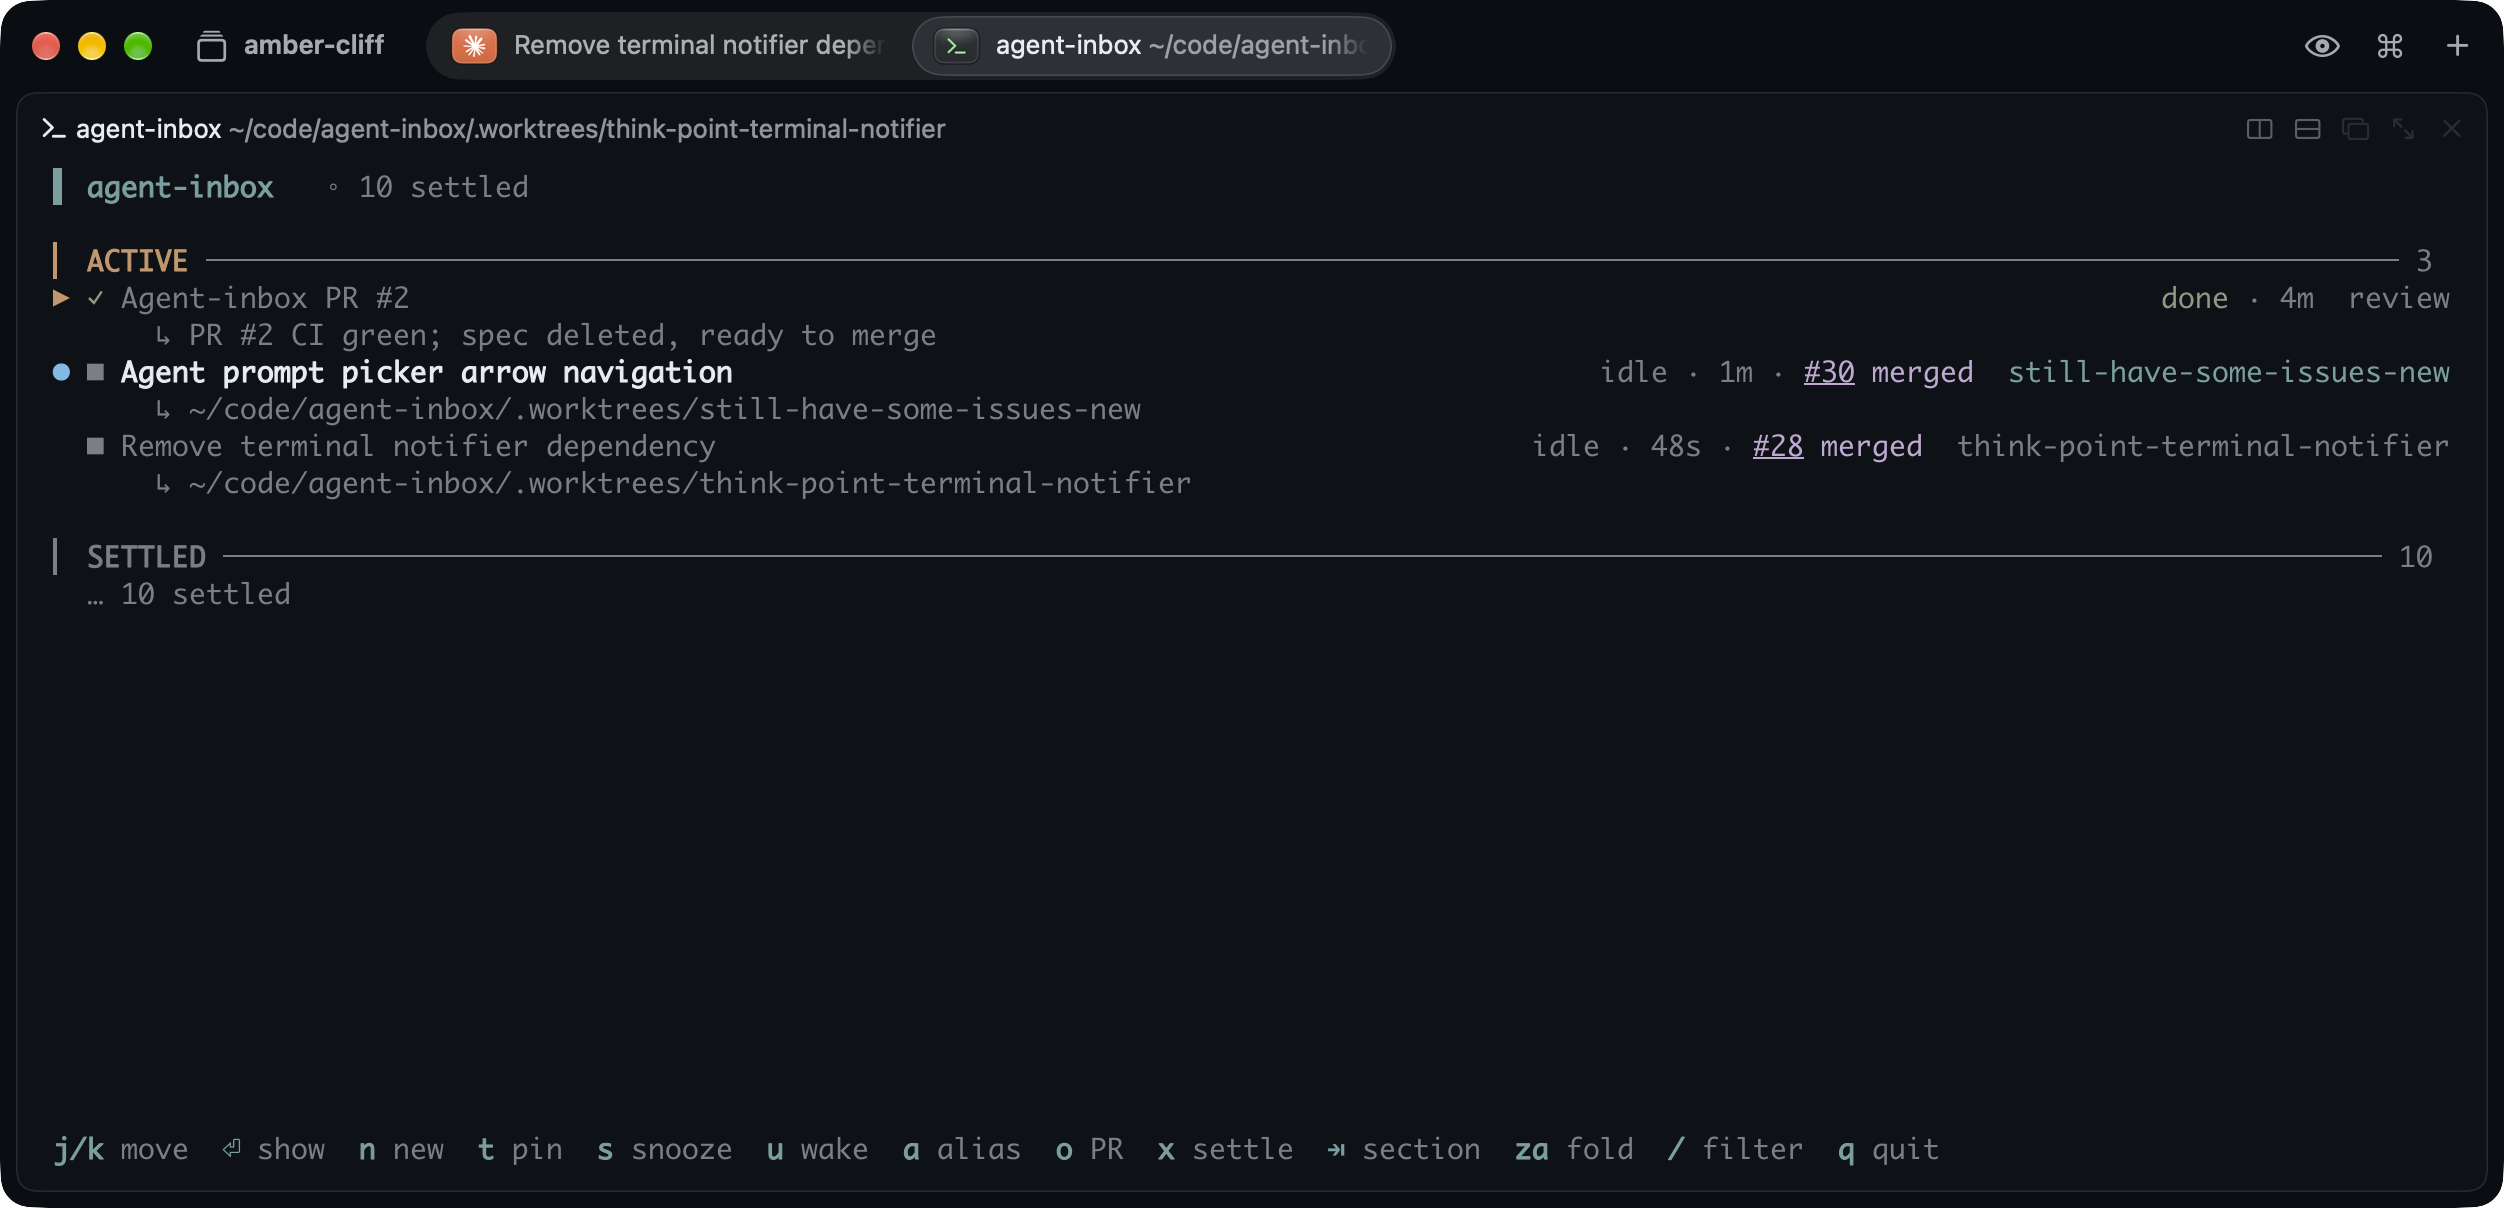 amber-cliff Remove terminal notifier deper agent-inbox ~/code/agent-inbo
agent-inbox ~/code/agent-inbox/.worktrees/think-point-terminal-notifier
agent-inbox ◦ 10 settled
ACTIVE 3
▶ ✓ Agent-inbox PR #2 done · 4m review
↳ PR #2 CI green; spec deleted, ready to merge
● ■ Agent prompt picker arrow navigation idle · 1m · #30 merged still-have-some-issues-new
↳ ~/code/agent-inbox/.worktrees/still-have-some-issues-new
■ Remove terminal notifier dependency idle · 48s · #28 merged think-point-terminal-notifier
↳ ~/code/agent-inbox/.worktrees/think-point-terminal-notifier
SETTLED 10
… 10 settled
j/k move ⏎ show n new t pin s snooze u wake a alias o PR x settle ⇥ section za fold / filter q quit